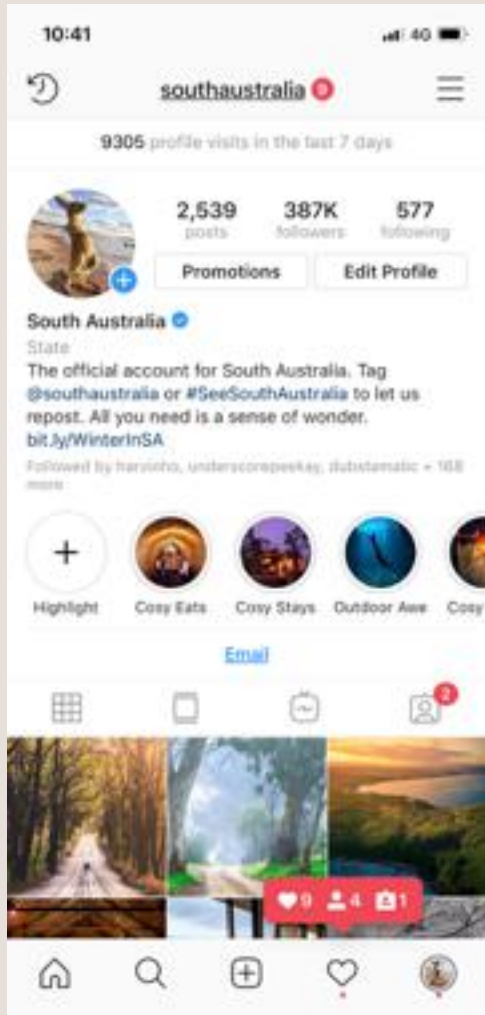 10:41 4G
southaustralia 9
9305 profile visits in the last 7 days
2,539 387K 577
posts followers following
Promotions Edit Profile
South Australia
State
The official account for South Australia. Tag
@southaustralia or #SeeSouthAustralia to let us
repost. All you need is a sense of wonder.
bit.ly/WinterInSA
Followed by harvinho, underscorepeekay, dubstamatic + 168
more
Highlight Cosy Eats Cosy Stays Outdoor Awe Cosy
Email
2
9 4 1